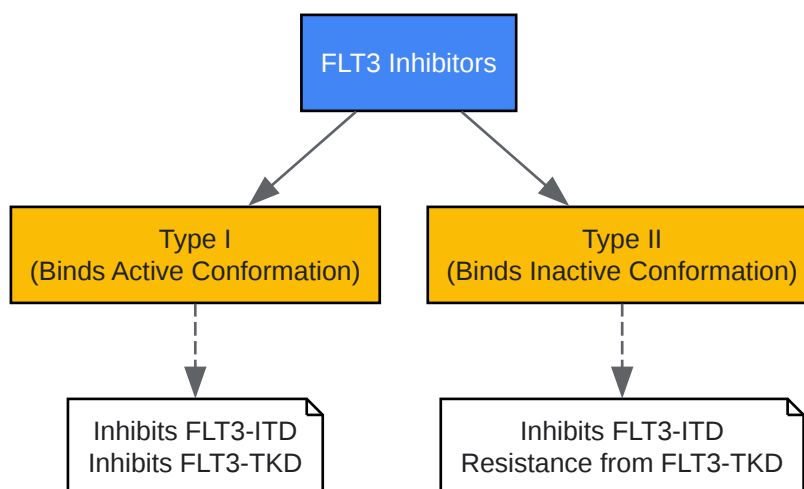 FLT3 Inhibitors
Type I
(Binds Active Conformation)
Type II
(Binds Inactive Conformation)
Inhibits FLT3-ITD
Inhibits FLT3-TKD
Inhibits FLT3-ITD
Resistance from FLT3-TKD